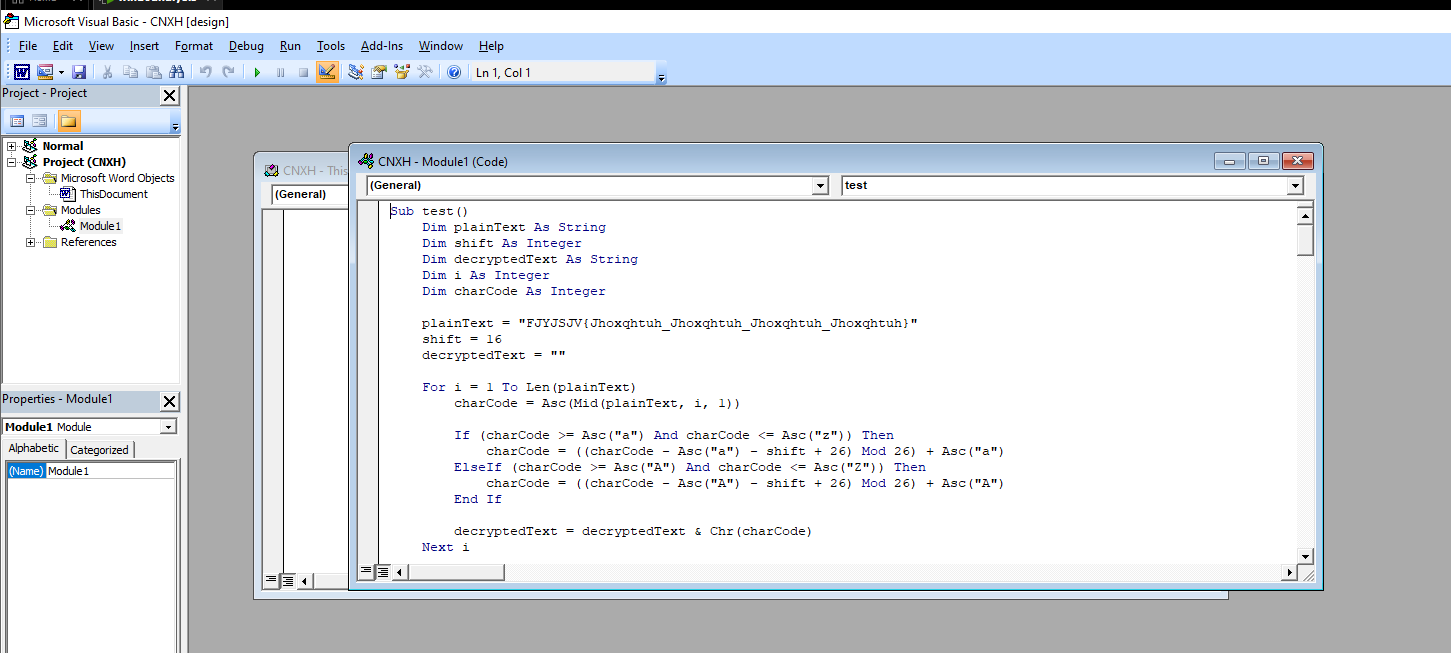 Microsoft Visual Basic - CNXH [design]
File Edit View Insert Format Debug Run Tools Add-Ins Window Help
Ln 1, Col 1
Project - Project
Normal
Project (CNXH)
Microsoft Word Objects
ThisDocument
Modules
Module1
References
Properties - Module1
Module1 Module
Alphabetic Categorized
(Name) Module1
CNXH - This
(General)
CNXH - Module1 (Code)
(General) test
Sub test()
Dim plainText As String
Dim shift As Integer
Dim decryptedText As String
Dim i As Integer
Dim charCode As Integer
plainText = "FJYJSJV{Jhoxqhtuh_Jhoxqhtuh_Jhoxqhtuh_Jhoxqhtuh}"
shift = 16
decryptedText = ""
For i = 1 To Len(plainText)
charCode = Asc(Mid(plainText, i, 1))
If (charCode >= Asc("a") And charCode <= Asc("z")) Then
charCode = ((charCode - Asc("a") - shift + 26) Mod 26) + Asc("a")
ElseIf (charCode >= Asc("A") And charCode <= Asc("Z")) Then
charCode = ((charCode - Asc("A") - shift + 26) Mod 26) + Asc("A")
End If
decryptedText = decryptedText & Chr(charCode)
Next i